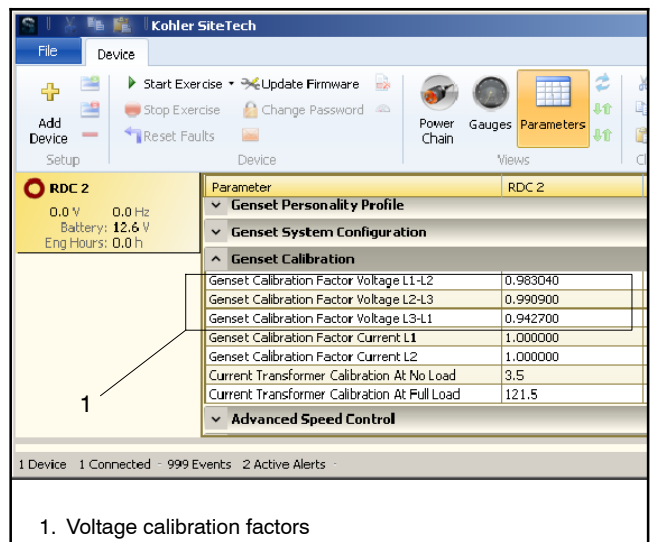 Kohler SiteTech
File Device
Start Exercise Update Firmware
Stop Exercise Change Password
Reset Faults
Add Device
Power Chain
Gauges
Parameters
Setup
Device
Views
Cl
RDC 2
0.0 V 0.0 Hz
Battery: 12.6 V
Eng Hours: 0.0 h
Parameter RDC 2
Genset Personality Profile
Genset System Configuration
Genset Calibration
Genset Calibration Factor Voltage L1-L2 0.983040
Genset Calibration Factor Voltage L2-L3 0.990900
Genset Calibration Factor Voltage L3-L1 0.942700
Genset Calibration Factor Current L1 1.000000
Genset Calibration Factor Current L2 1.000000
Current Transformer Calibration At No Load 3.5
Current Transformer Calibration At Full Load 121.5
Advanced Speed Control
1
1 Device 1 Connected - 999 Events 2 Active Alerts -
1. Voltage calibration factors